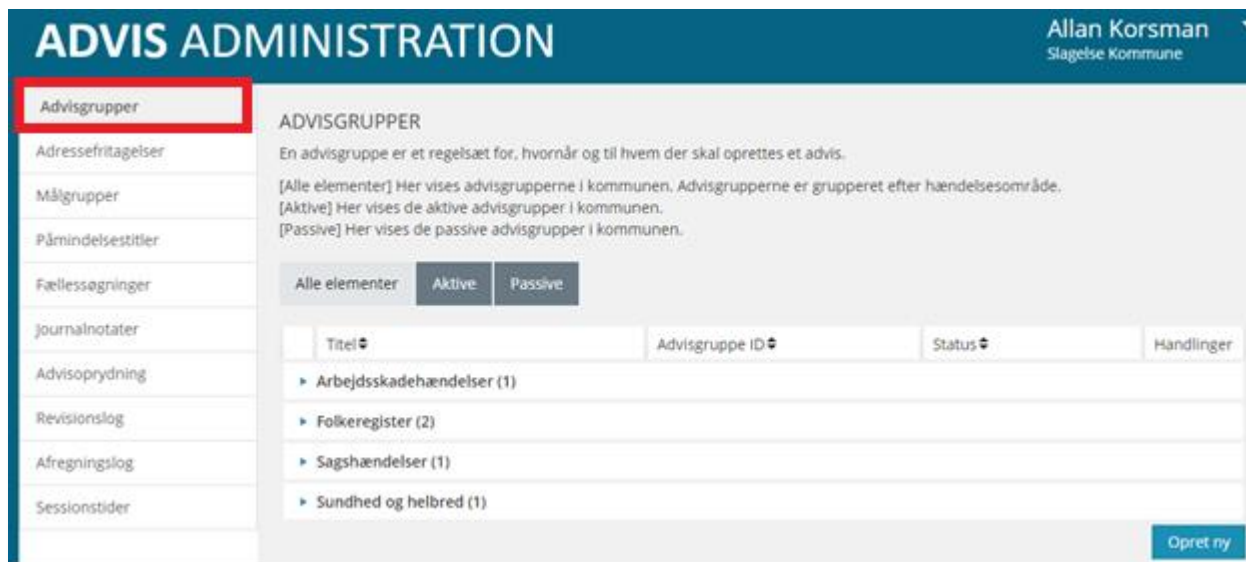 ADVIS ADMINISTRATION
Allan Korsman
Slagelse Kommune
Advisgrupper
Adressefritagelser
Målgrupper
Påmindelsestitler
Fællessøgninger
Journalnotater
Advisoprydning
Revisionslog
Afregningslog
Sessionstider
ADVISGRUPPER
En advisgruppe er et regelsæt for, hvornår og til hvem der skal oprettes et advis.
[Alle elementer] Her vises advisgrupperne i kommunen. Advisgrupperne er grupperet efter hændelsesområde.
[Aktive] Her vises de aktive advisgrupper i kommunen.
[Passive] Her vises de passive advisgrupper i kommunen.
Alle elementer Aktive Passive
Titel Advisgruppe ID Status Handlinger
Arbejdsskadehændelser (1)
Folkeregister (2)
Sagshændelser (1)
Sundhed og helbred (1)
Opret ny